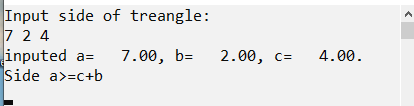 Input side of treangle:
7 2 4
inputed a=   7.00, b=   2.00, c=   4.00.
Side a>=c+b